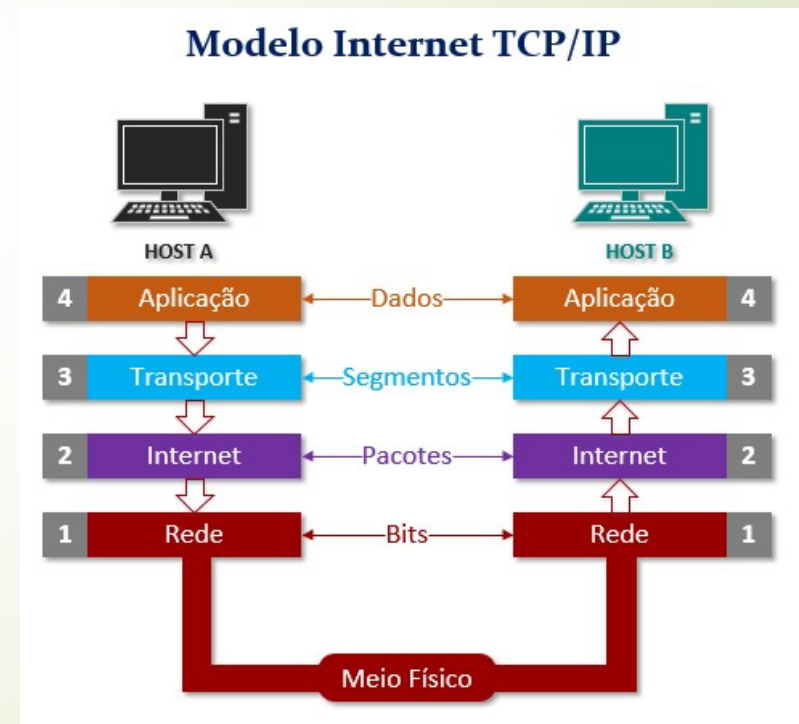 Modelo Internet TCP/IP
HOST A HOST B
4 Aplicação Dados Aplicação 4
3 Transporte Segmentos Transporte 3
2 Internet Pacotes Internet 2
1 Rede Bits Rede 1
Meio Físico